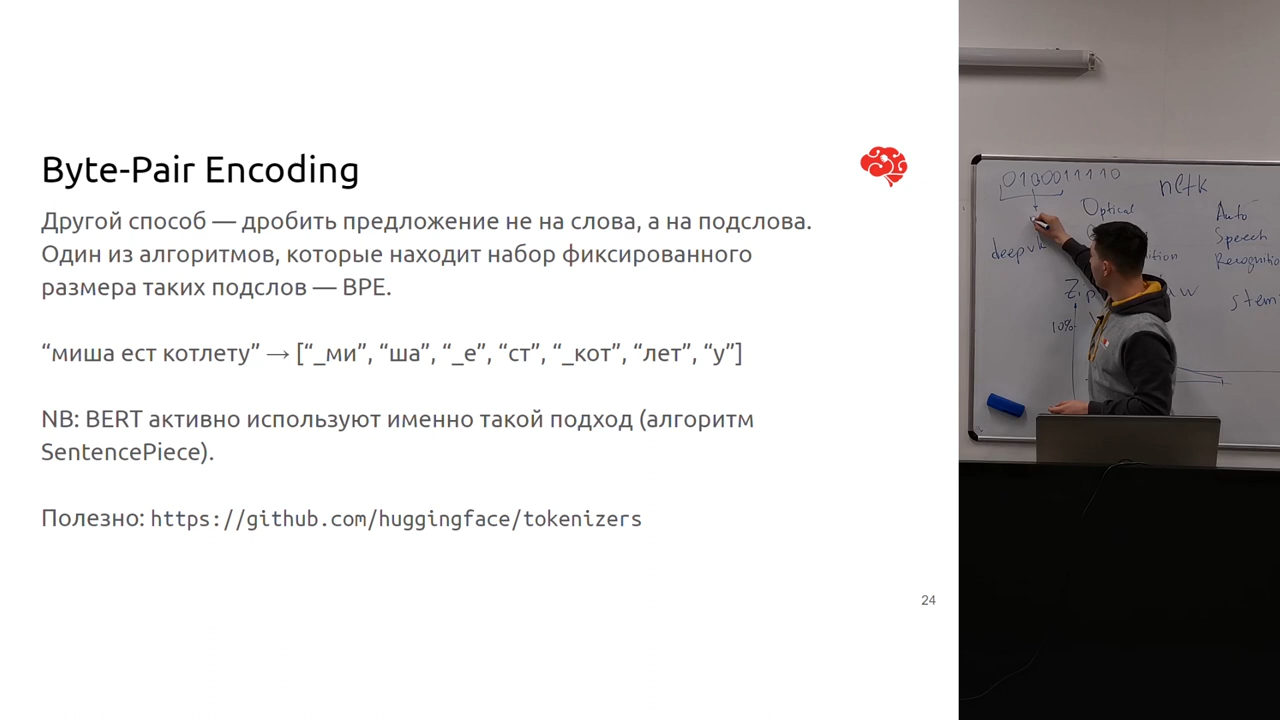 Byte-Pair Encoding
Другой способ — дробить предложение не на слова, а на подслова.
Один из алгоритмов, которые находит набор фиксированного
размера таких подслов — BPE.
“миша ест котлету” → [“_ми”, “ша”, “_е”, “ст”, “_кот”, “лет”, “у”]
NB: BERT активно используют именно такой подход (алгоритм
SentencePiece).
Полезно: https://github.com/huggingface/tokenizers
24
0100011110
nltk
Optical
Auto
Speech
Recognitio
10%
stem